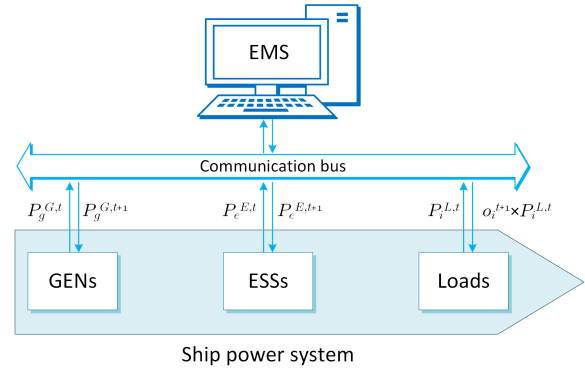 EMS
Communication bus
$P_g^{G,t}$ $P_g^{G,t+1}$ $P_e^{E,t}$ $P_e^{E,t+1}$ $P_i^{L,t}$ $o_i^{t+1} \times P_i^{L,t}$
GENs ESSs Loads
Ship power system